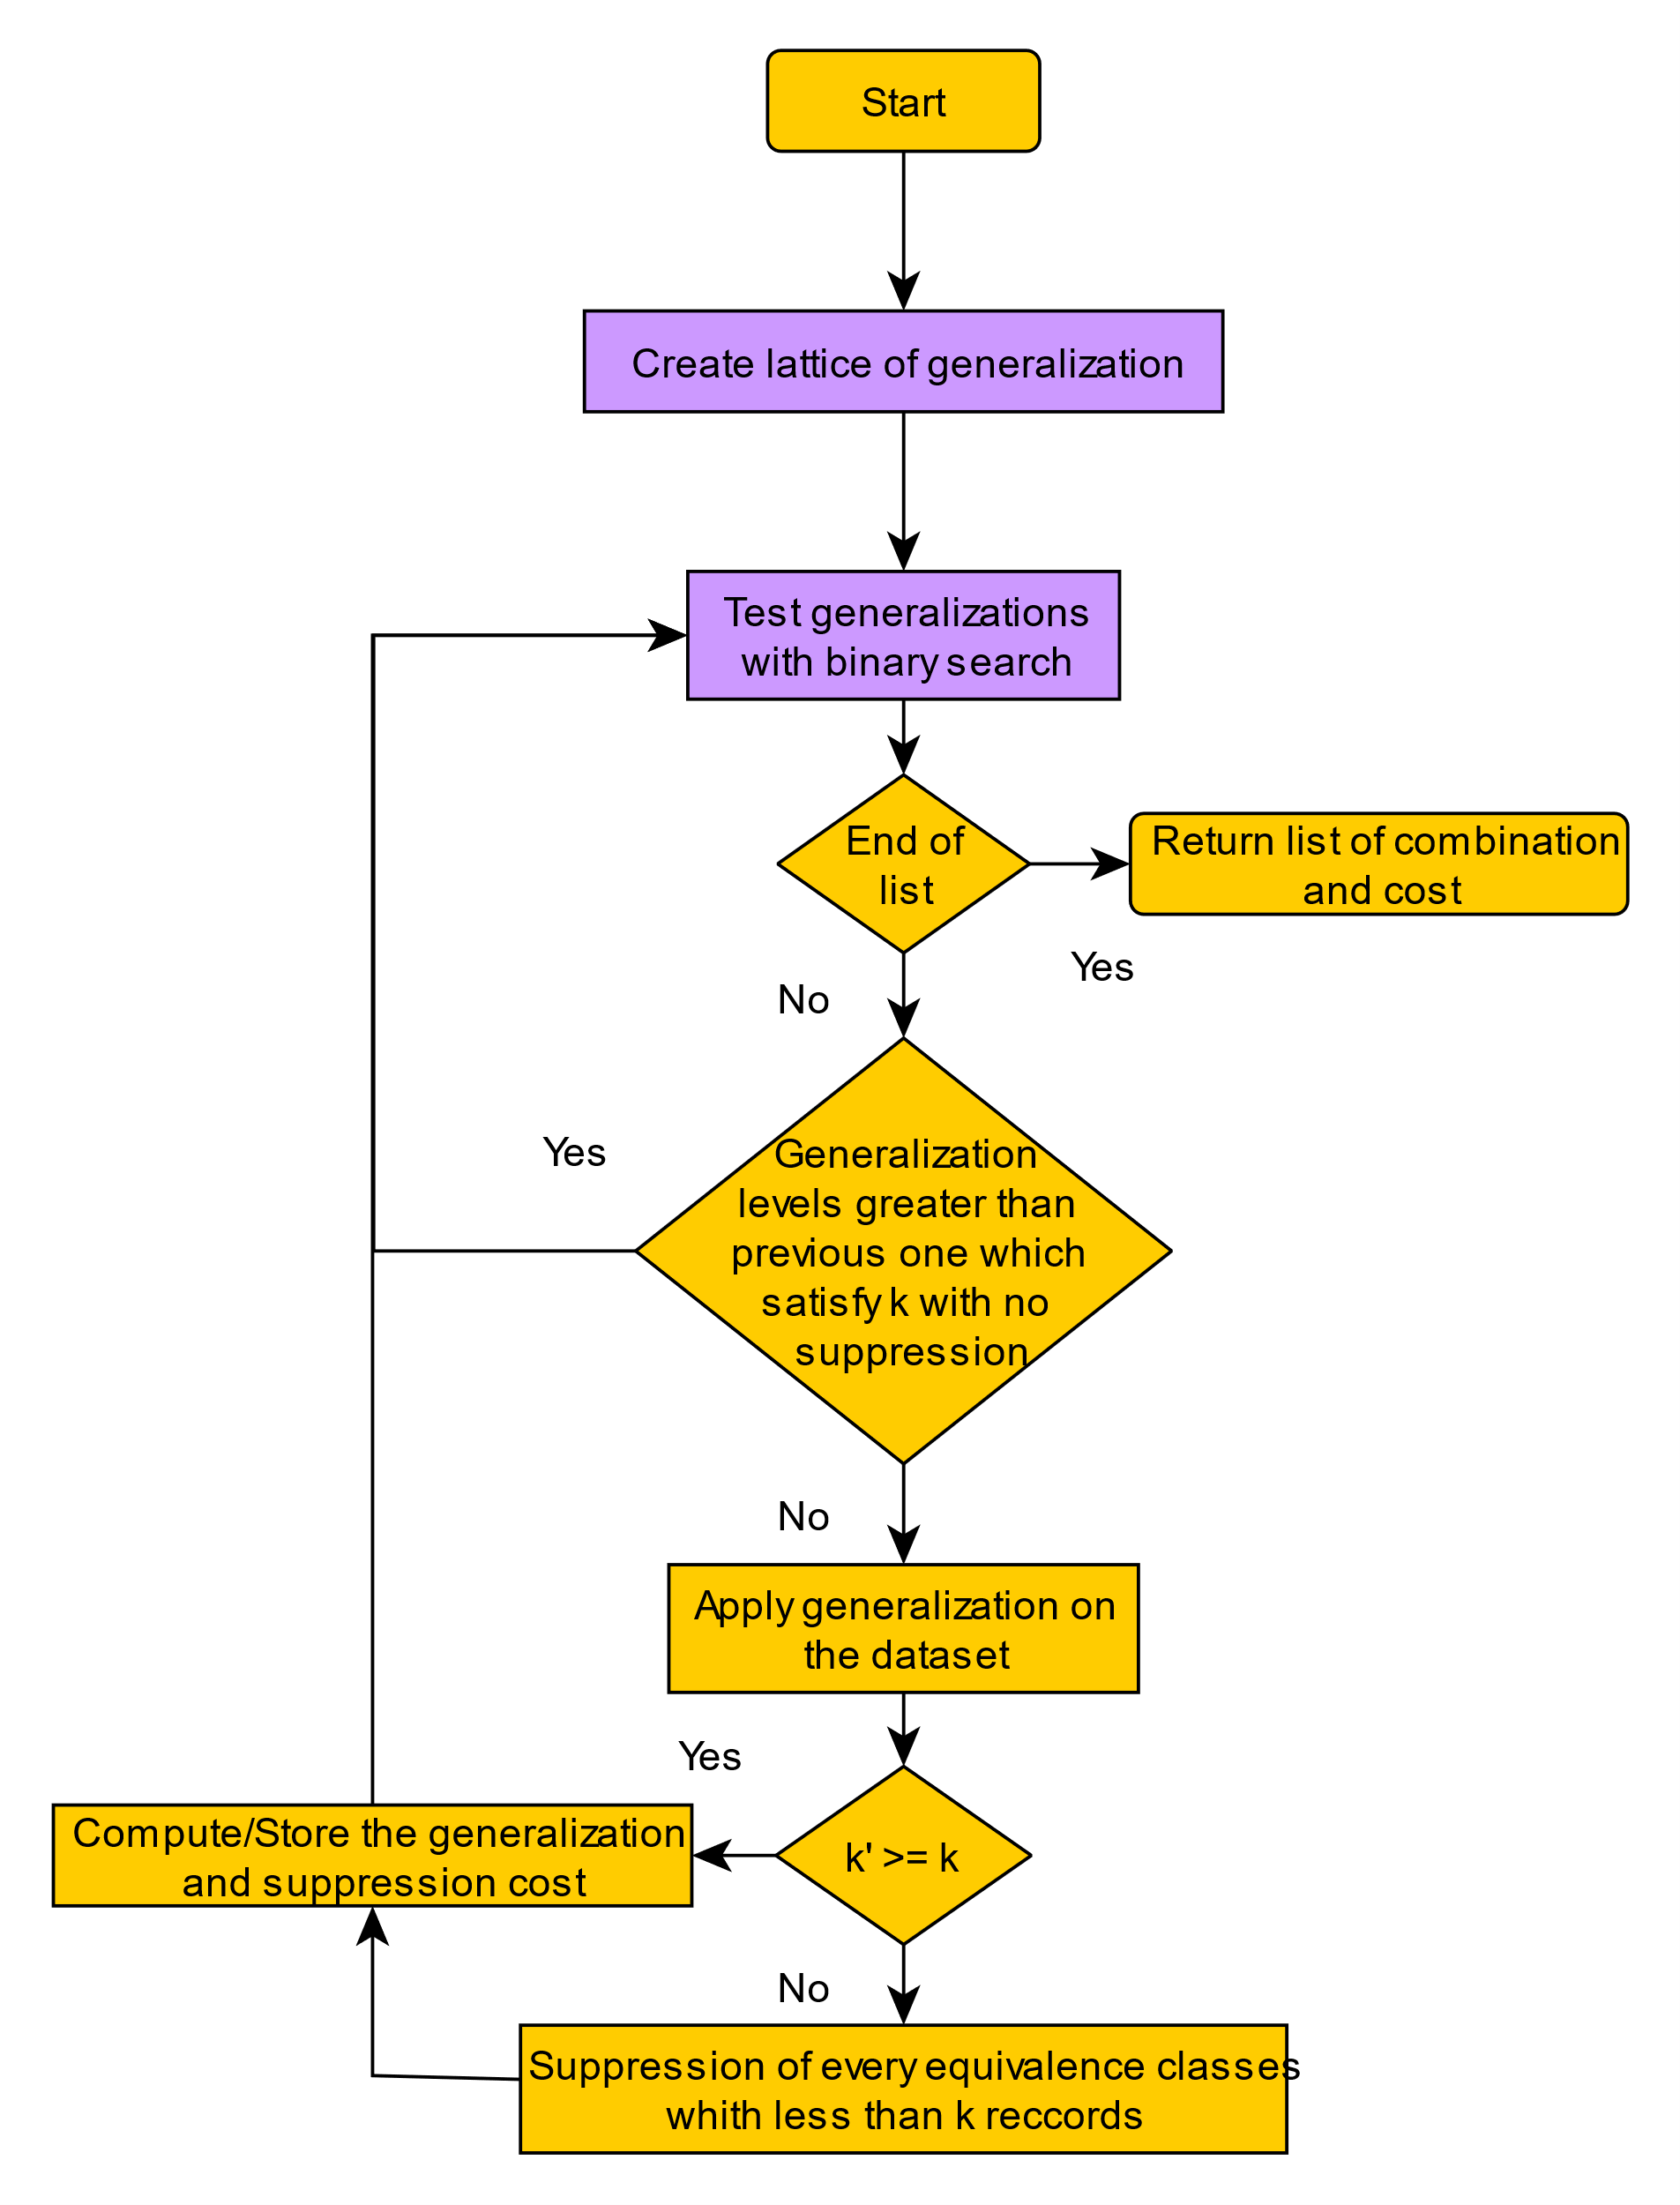 Start
Create lattice of generalization
Test generalizations
with binary search
End of
list
Return list of combination
and cost
Yes
No
Yes
Generalization
levels greater than
previous one which
satisfy k with no
suppression
No
Apply generalization on
the dataset
Yes
Compute/Store the generalization
and suppression cost
k' >= k
No
Suppression of every equivalence classes
whith less than k reccords